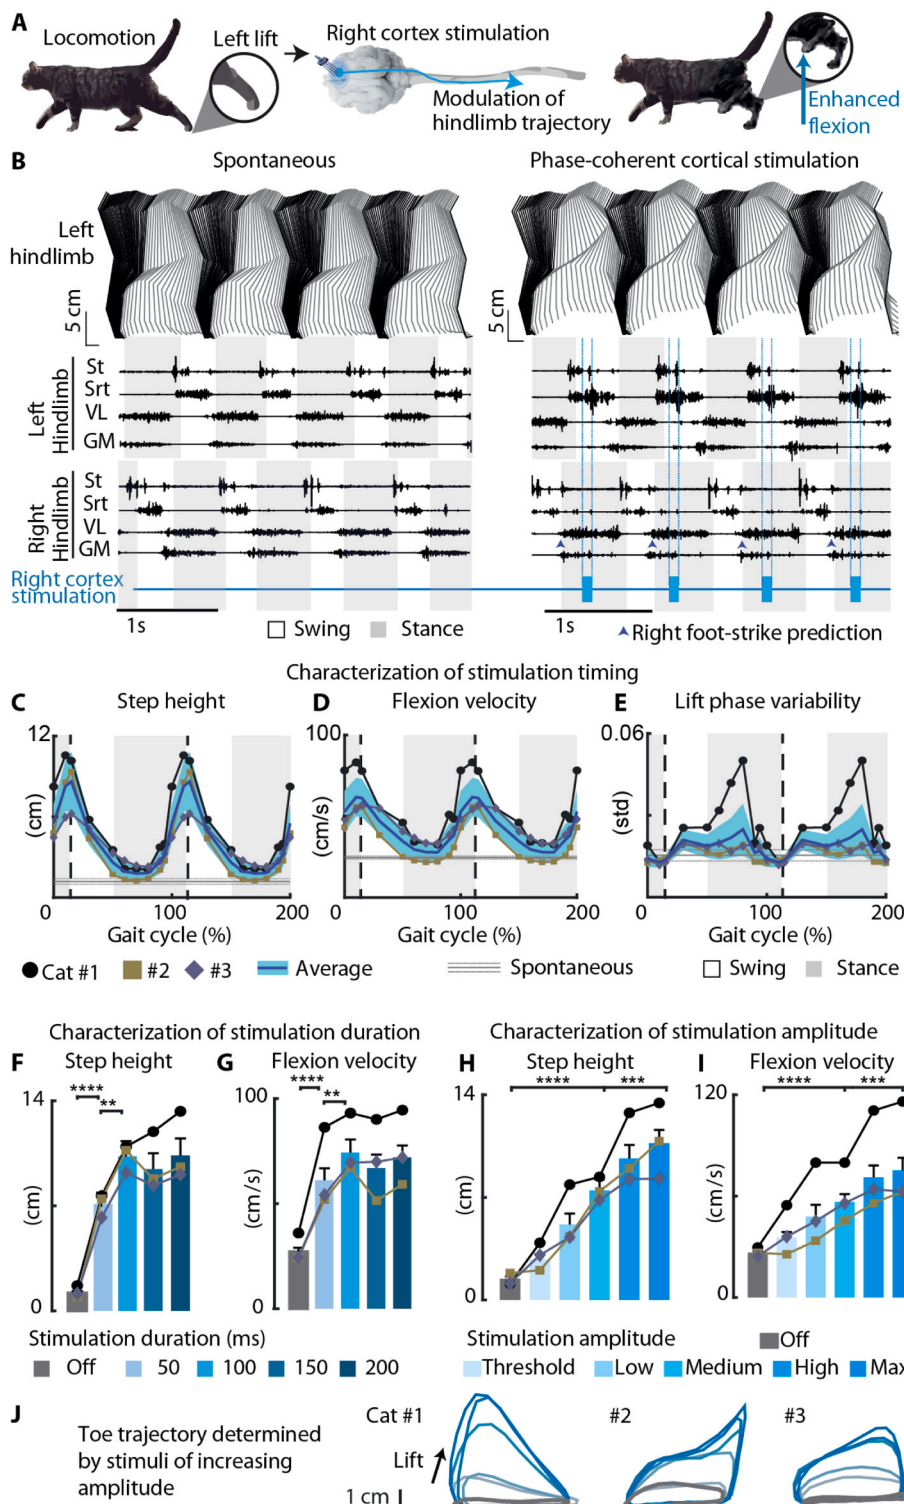 A
Locomotion
Left lift
Right cortex stimulation
Modulation of
hindlimb trajectory
Enhanced
flexion
B
Spontaneous
Phase-coherent cortical stimulation
Left
hindlimb
5 cm
5 cm
Left
Hindlimb
St
Srt
VL
GM
Right
Hindlimb
St
Srt
VL
GM
Right cortex
stimulation
1s
Swing
Stance
1s
Right foot-strike prediction
Characterization of stimulation timing
C
Step height
12
(cm)
0
100
200
Gait cycle (%)
D
Flexion velocity
100
(cm/s)
0
100
200
Gait cycle (%)
E
Lift phase variability
0.06
(std)
0
100
200
Gait cycle (%)
Cat #1
#2
#3
Average
Spontaneous
Swing
Stance
Characterization of stimulation duration
Characterization of stimulation amplitude
F
Step height
14
(cm)
0
****
**
G
Flexion velocity
100
(cm/s)
0
****
**
H
Step height
14
(cm)
0
****
***
I
Flexion velocity
120
(cm/s)
0
****
***
Stimulation duration (ms)
Off
50
100
150
200
Stimulation amplitude
Off
Threshold
Low
Medium
High
Max
J
Toe trajectory determined
by stimuli of increasing
amplitude
Cat #1
#2
#3
Lift
1 cm